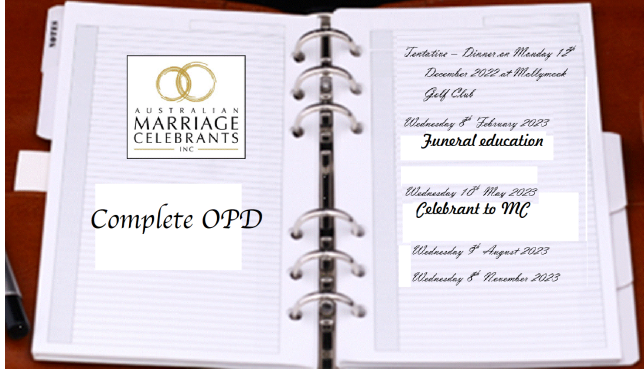 NOTES
AUSTRALIAN
MARRIAGE
CELEBRANTS
INC
Complete OPD
Tentative – Dinner on Monday 12th
December 2022 at Mollymook
Golf Club
Wednesday 8th February 2023
Funeral education
Wednesday 10th May 2023
Celebrant to MC
Wednesday 9th August 2023
Wednesday 8th November 2023